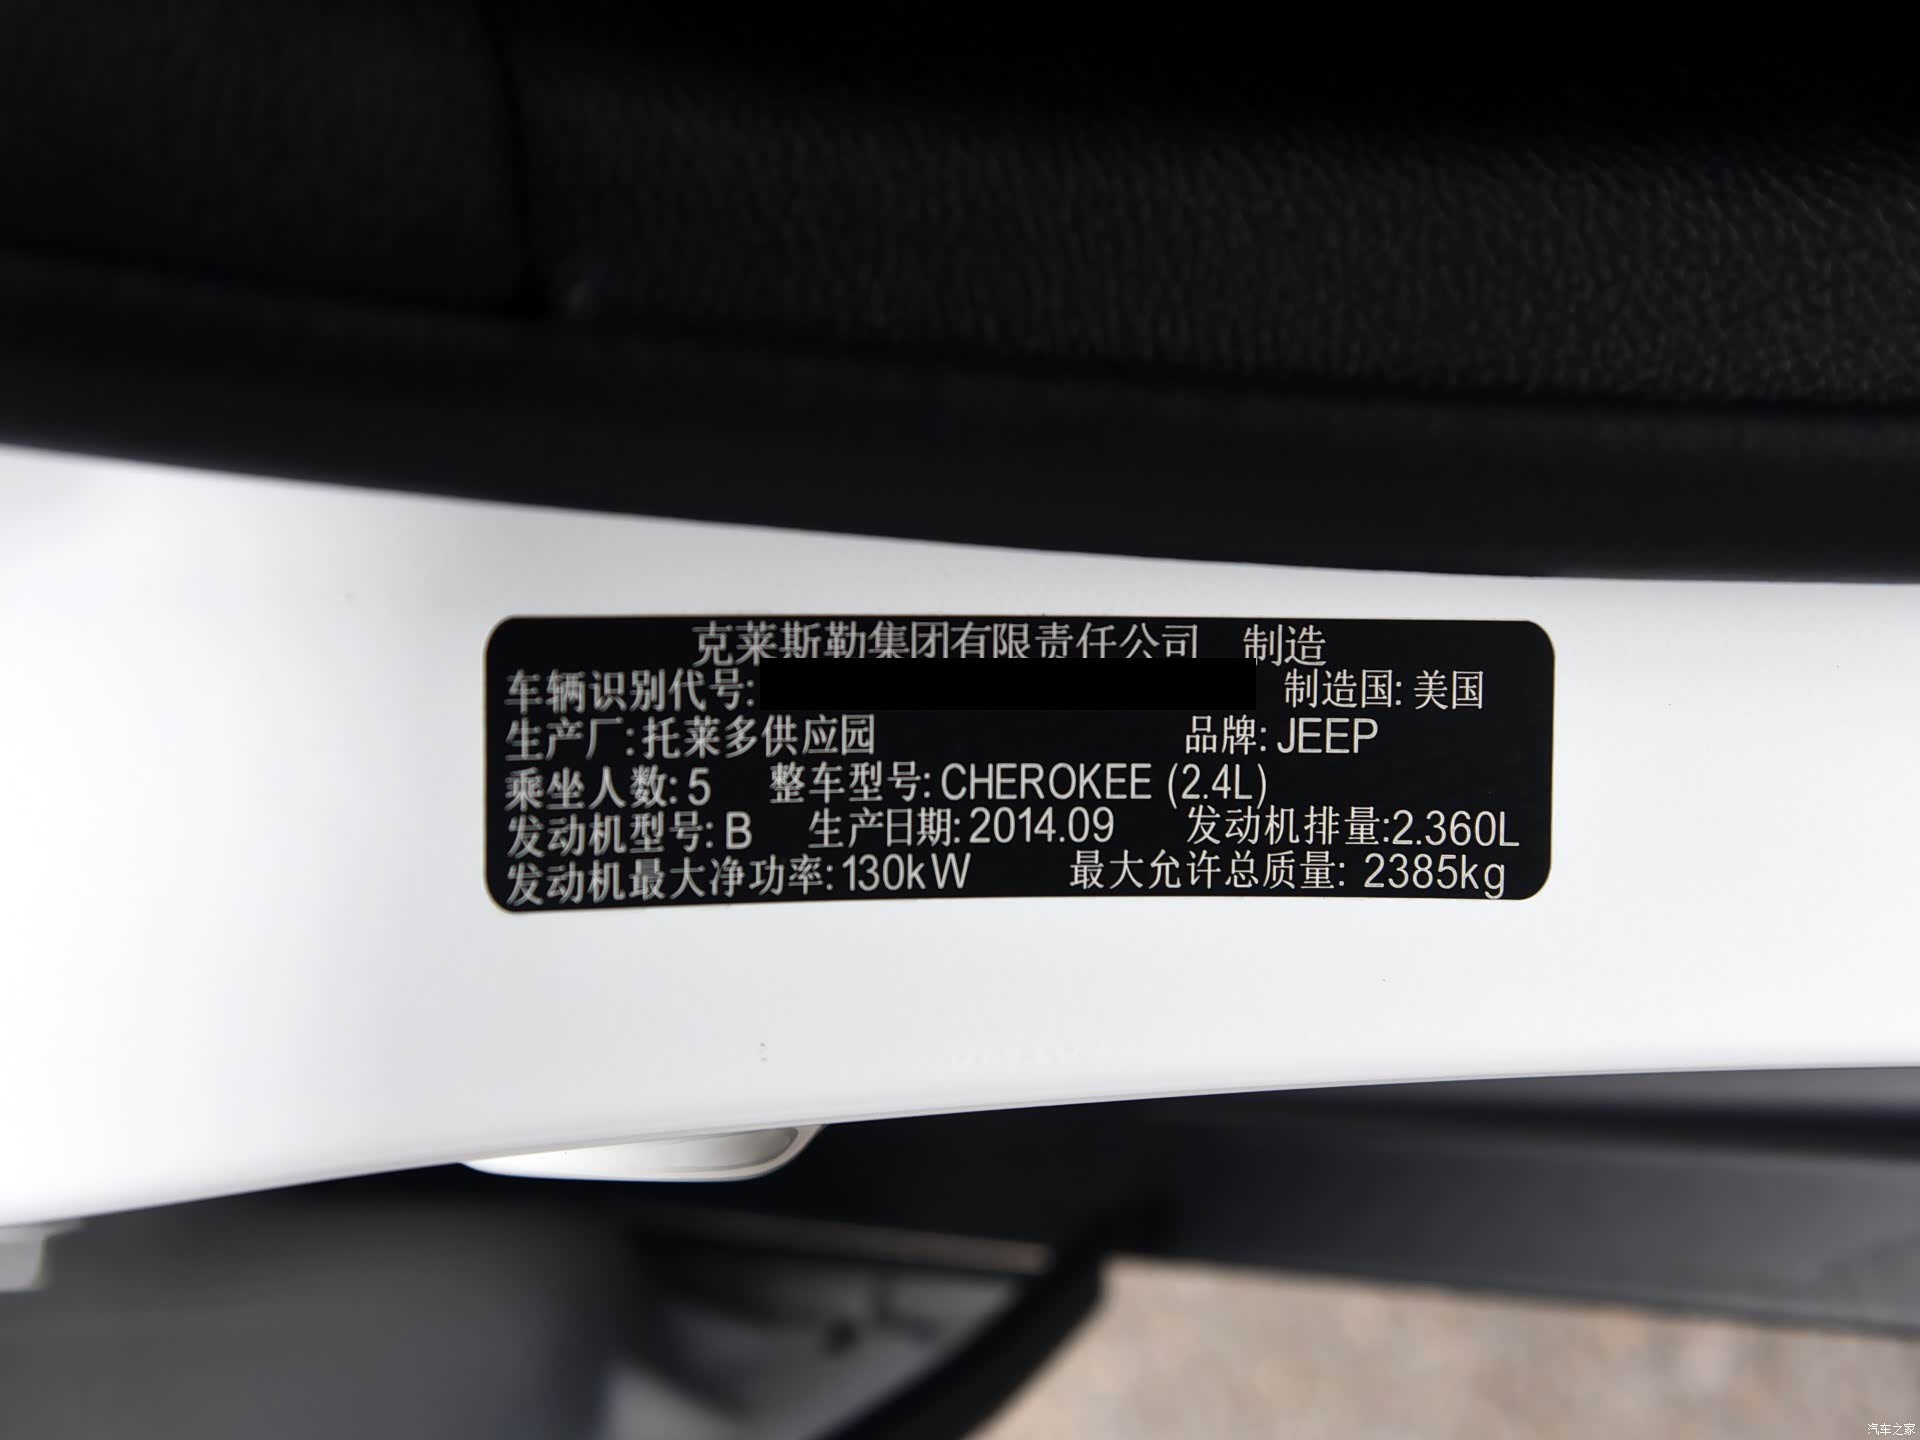 克莱斯勒集团有限责任公司 制造
车辆识别代号: 制造国: 美国
生产厂: 托莱多供应园 品牌: JEEP
乘坐人数: 5 整车型号: CHEROKEE (2.4L)
发动机型号: B 生产日期: 2014.09 发动机排量:2.360L
发动机最大净功率: 130kW 最大允许总质量: 2385kg
汽车之家